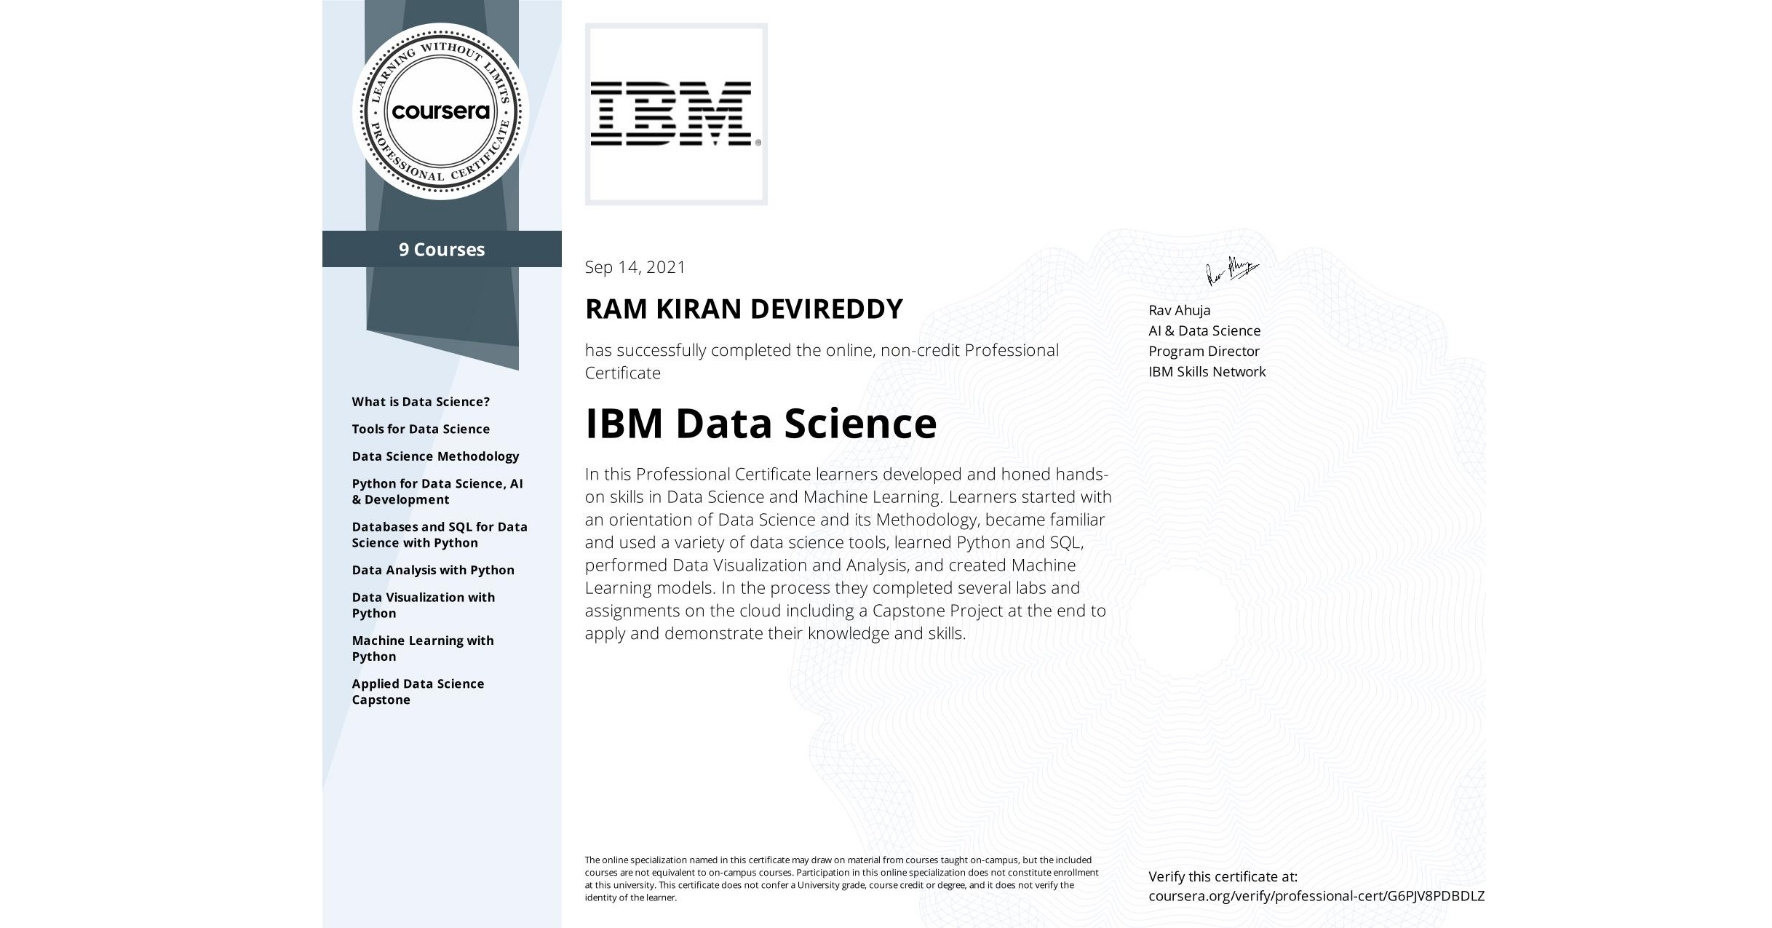 LEARNING WITHOUT LIMITS
coursera
PROFESSIONAL CERTIFICATE
9 Courses
What is Data Science?
Tools for Data Science
Data Science Methodology
Python for Data Science, AI
& Development
Databases and SQL for Data
Science with Python
Data Analysis with Python
Data Visualization with
Python
Machine Learning with
Python
Applied Data Science
Capstone
IBM®
Sep 14, 2021
RAM KIRAN DEVIREDDY
has successfully completed the online, non-credit Professional
Certificate
IBM Data Science
In this Professional Certificate learners developed and honed hands-
on skills in Data Science and Machine Learning. Learners started with
an orientation of Data Science and its Methodology, became familiar
and used a variety of data science tools, learned Python and SQL,
performed Data Visualization and Analysis, and created Machine
Learning models. In the process they completed several labs and
assignments on the cloud including a Capstone Project at the end to
apply and demonstrate their knowledge and skills.
The online specialization named in this certificate may draw on material from courses taught on-campus, but the included
courses are not equivalent to on-campus courses. Participation in this online specialization does not constitute enrollment
at this university. This certificate does not confer a University grade, course credit or degree, and it does not verify the
identity of the learner.
Rav Ahuja
Rav Ahuja
AI & Data Science
Program Director
IBM Skills Network
Verify this certificate at:
coursera.org/verify/professional-cert/G6PJV8PDBDLZ